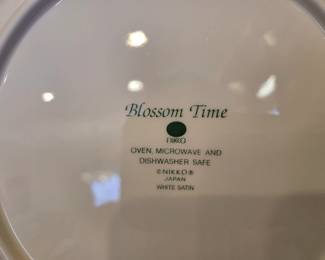 Blossom Time
NIKKO
OVEN, MICROWAVE AND
DISHWASHER SAFE
©NIKKO®
JAPAN
WHITE SATIN